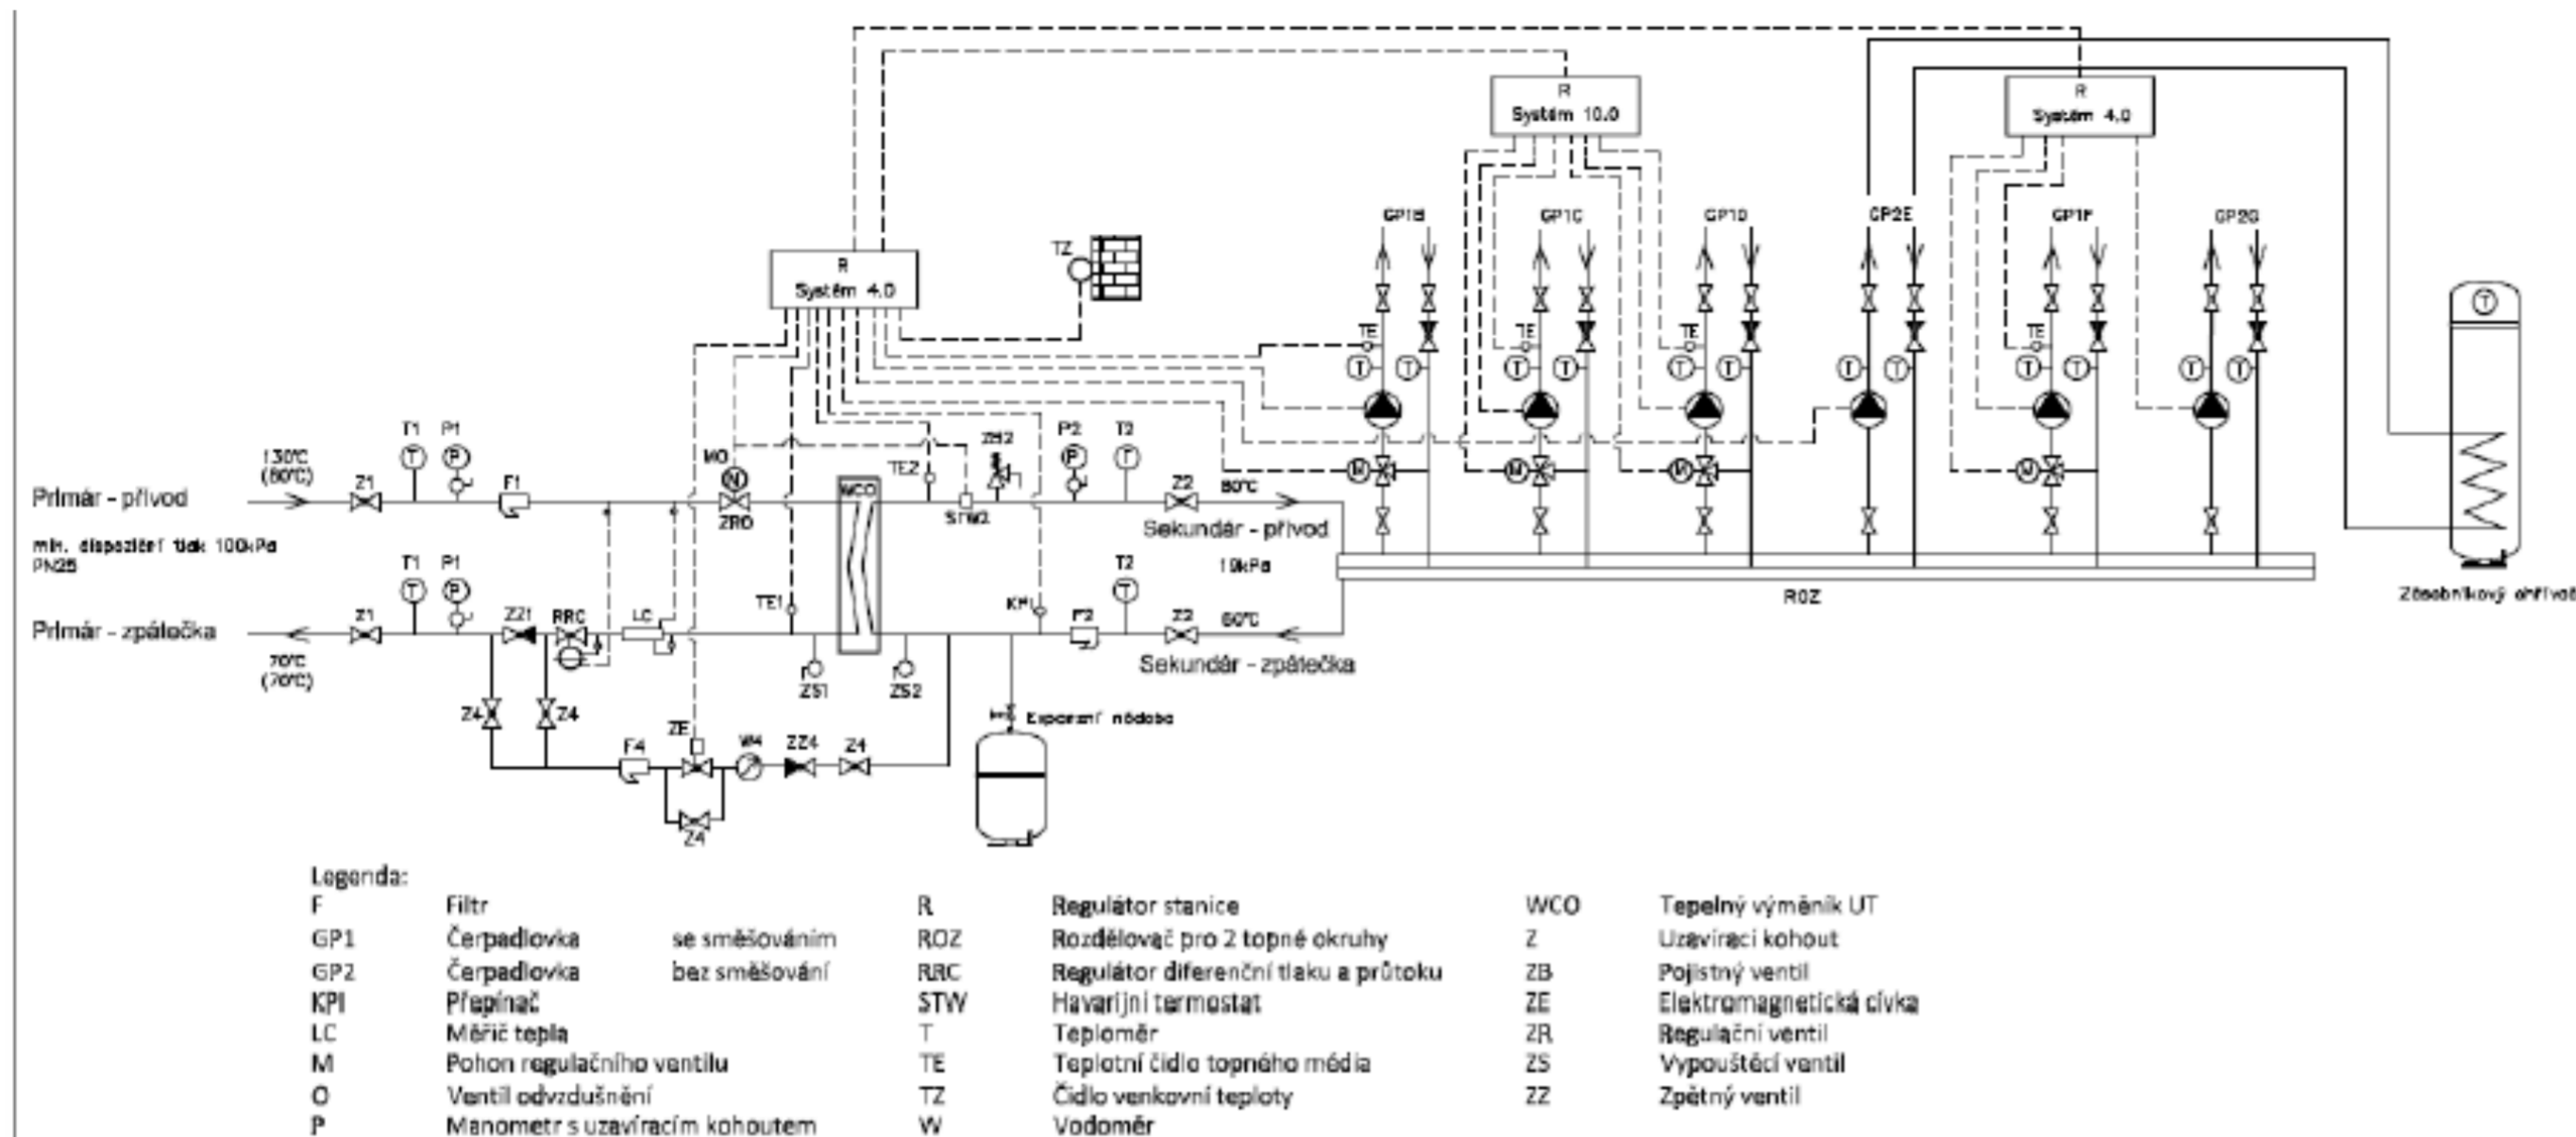 R
Systém 10.0
R
Systém 4.0
GP1B
GP1C
GP1D
GP2E
GP1F
GP2G
TZ
R
Systém 4.0
T
TE
TE
TE
TE
T T T T T T T T T T T T
T1 P1
T P
130°C
(80°C)
Z1
F1
MO
TE2
ZB2
P2 T2
P T
M M M M
Primár - přívod
ZRO
WCO
STW2
Z2
80°C
Sekundár - přívod
min. dispoziční tlak 100kPa
PN25
T1 P1
T P
T2
T
19kPa
ROZ
Zásobníkový ohřívač
TE1
KPI
Z1
ZZ1
RRC
LC
F2
Z2
60°C
Primár - zpátečka
70°C
(70°C)
ZS1
ZS2
Sekundár - zpátečka
Z4
Z4
Expanzní nádoba
ZE
F4
W4
ZZ4
Z4
Z4
Legenda:
F Filtr
GP1 Čerpadlovka se směšováním
GP2 Čerpadlovka bez směšování
KPI Přepínač
LC Měřič tepla
M Pohon regulačního ventilu
O Ventil odvzdušnění
P Manometr s uzavíracím kohoutem
R Regulátor stanice
ROZ Rozdělovač pro 2 topné okruhy
RRC Regulátor diferenční tlaku a průtoku
STW Havarijní termostat
T Teploměr
TE Teplotní čidlo topného média
TZ Čidlo venkovní teploty
W Vodoměr
WCO Tepelný výměník UT
Z Uzavírací kohout
ZB Pojistný ventil
ZE Elektromagnetická cívka
ZR Regulační ventil
ZS Vypouštěcí ventil
ZZ Zpětný ventil